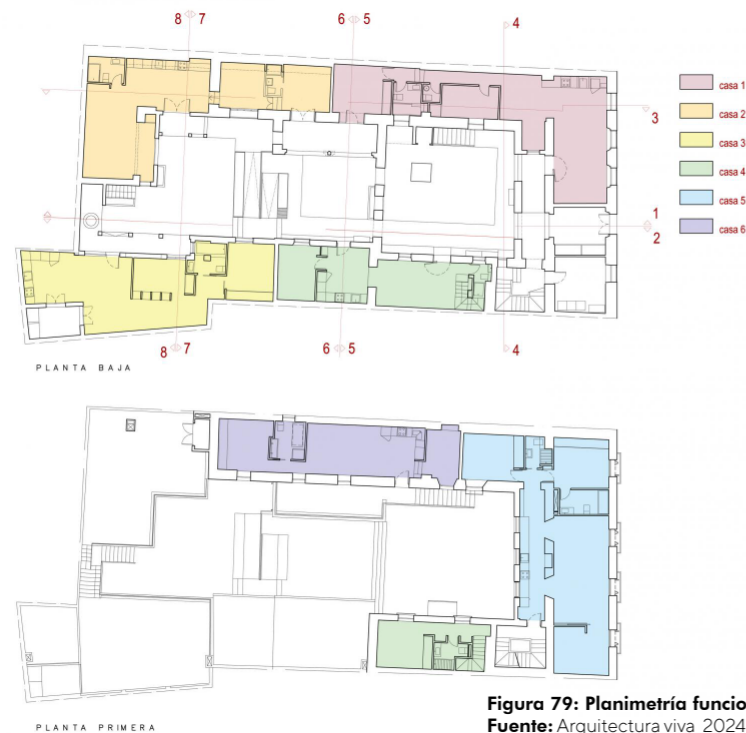 8 7
6 5
4
casa 1
casa 2
3
casa 3
casa 4
casa 5
1
casa 6
2
8 7
6 5
4
PLANTA BAJA
Figura 79: Planimetría funcio
Fuente: Arquitectura viva 2024
PLANTA PRIMERA